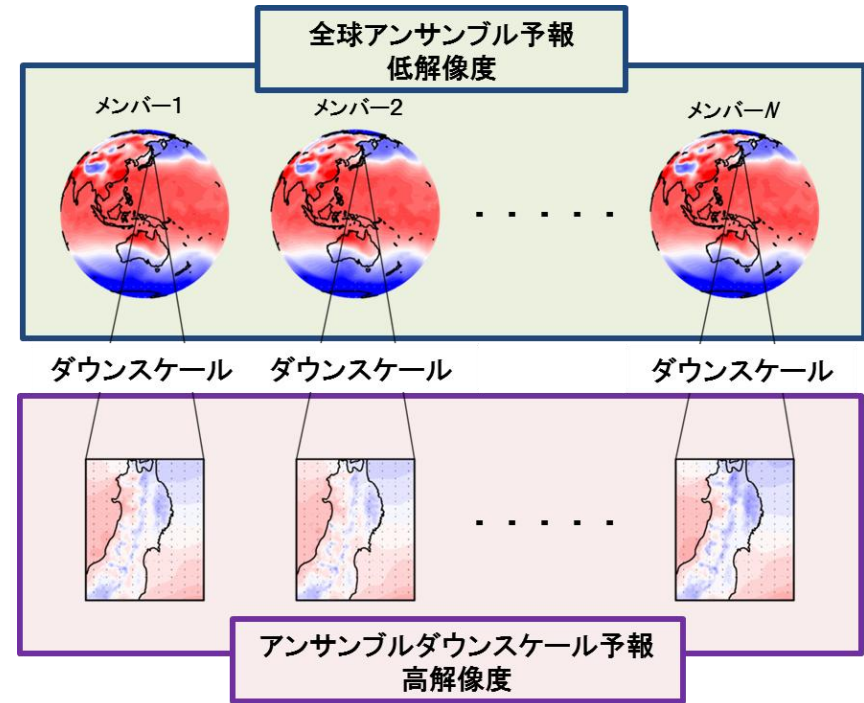 全球アンサンブル予報
低解像度
メンバー1
メンバー2
メンバーN
ダウンスケール
ダウンスケール
ダウンスケール
アンサンブルダウンスケール予報
高解像度